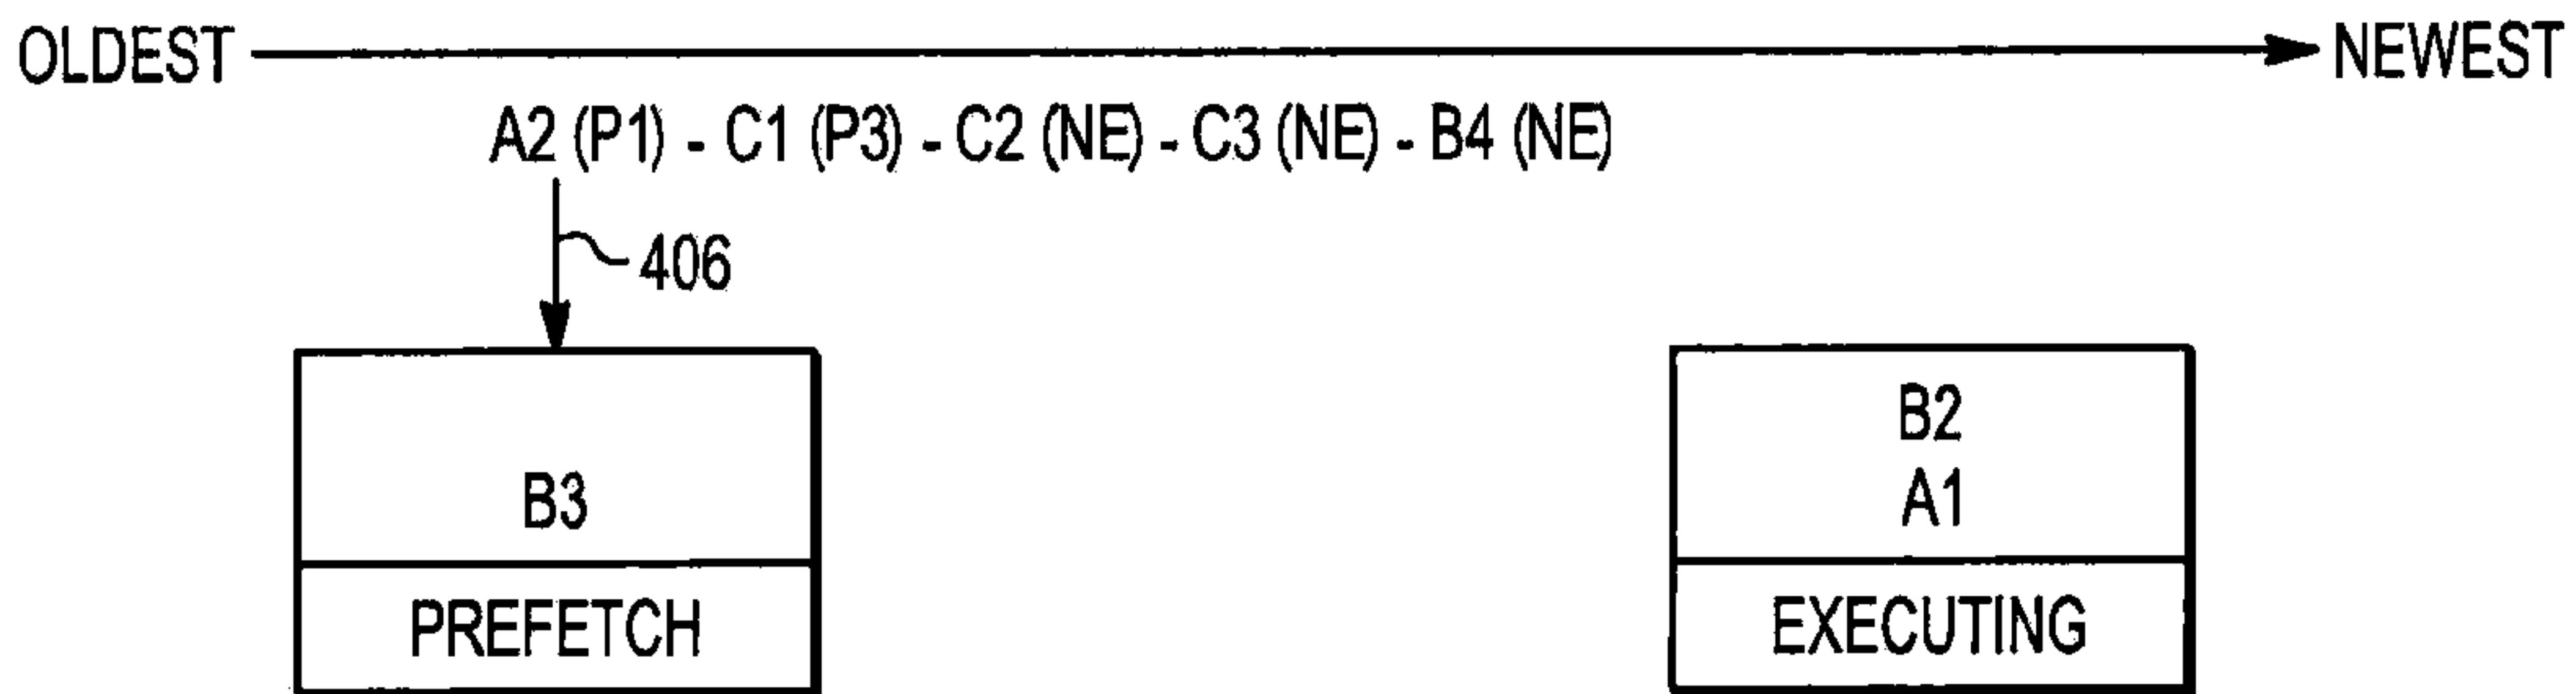 OLDEST NEWEST
A2 (P1) - C1 (P3) - C2 (NE) - C3 (NE) - B4 (NE)
406
B3
PREFETCH
B2
A1
EXECUTING